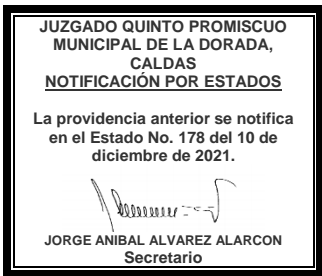 JUZGADO QUINTO PROMISCUO
MUNICIPAL DE LA DORADA,
CALDAS
NOTIFICACIÓN POR ESTADOS
La providencia anterior se notifica
en el Estado No. 178 del 10 de
diciembre de 2021.
JORGE ANIBAL ALVAREZ ALARCON
Secretario